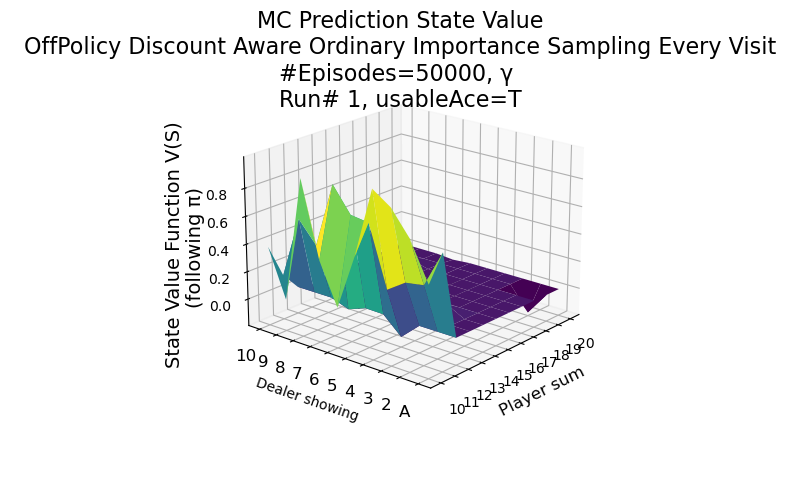 MC Prediction State Value
OffPolicy Discount Aware Ordinary Importance Sampling Every Visit
#Episodes=50000, γ
Run# 1, usableAce=T
State Value Function V(S)
(following π)
0.8
0.6
0.4
0.2
0.0
10 9 8 7 6 5 4 3 2 A
Dealer showing
10 11 12 13 14 15 16 17 18 19 20
Player sum